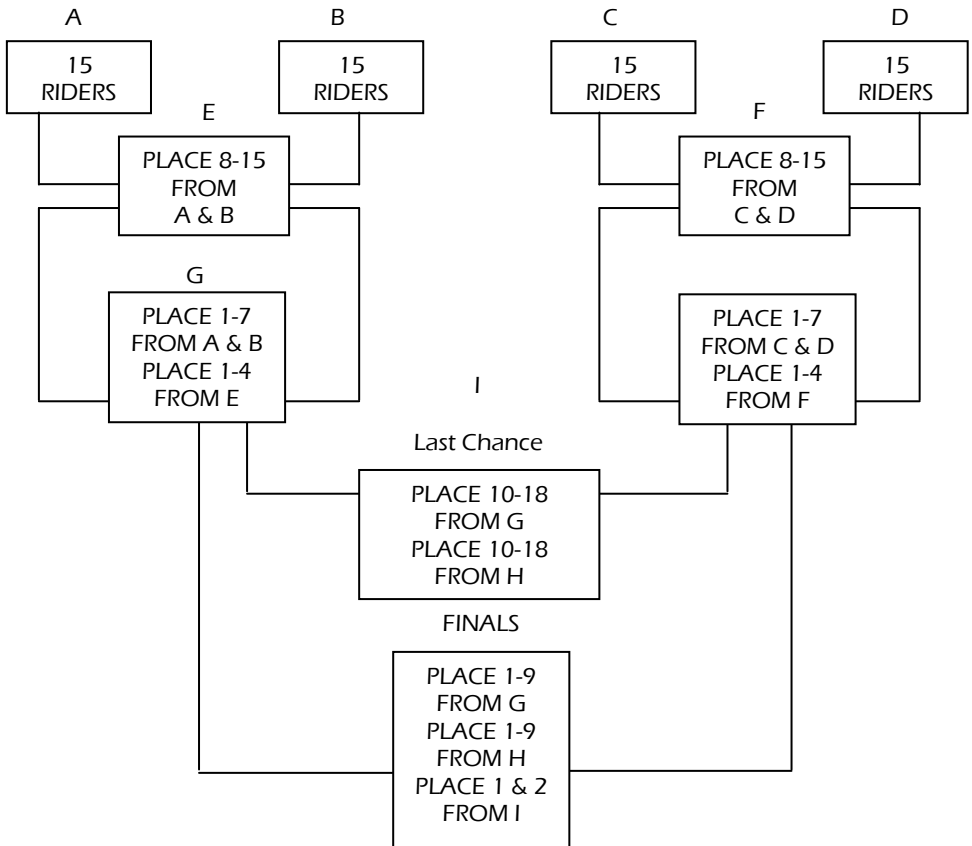 A
B
C
D
15
RIDERS
15
RIDERS
15
RIDERS
15
RIDERS
E
F
PLACE 8-15
FROM
A & B
PLACE 8-15
FROM
C & D
G
PLACE 1-7
FROM A & B
PLACE 1-4
FROM E
PLACE 1-7
FROM C & D
PLACE 1-4
FROM F
I
Last Chance
PLACE 10-18
FROM G
PLACE 10-18
FROM H
FINALS
PLACE 1-9
FROM G
PLACE 1-9
FROM H
PLACE 1 & 2
FROM I